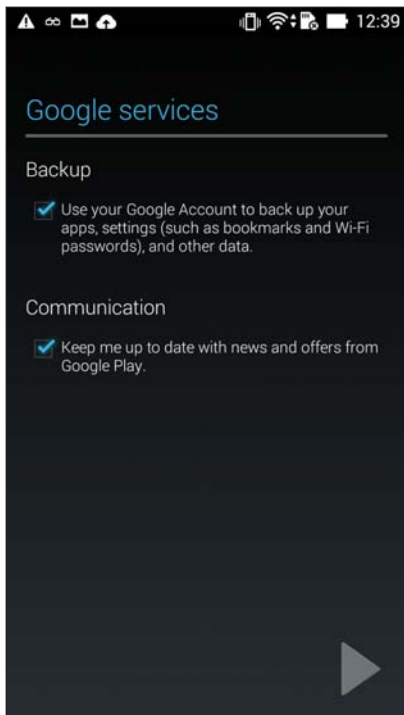 12:39
Google services
Backup
Use your Google Account to back up your
apps, settings (such as bookmarks and Wi-Fi
passwords), and other data.
Communication
Keep me up to date with news and offers from
Google Play.